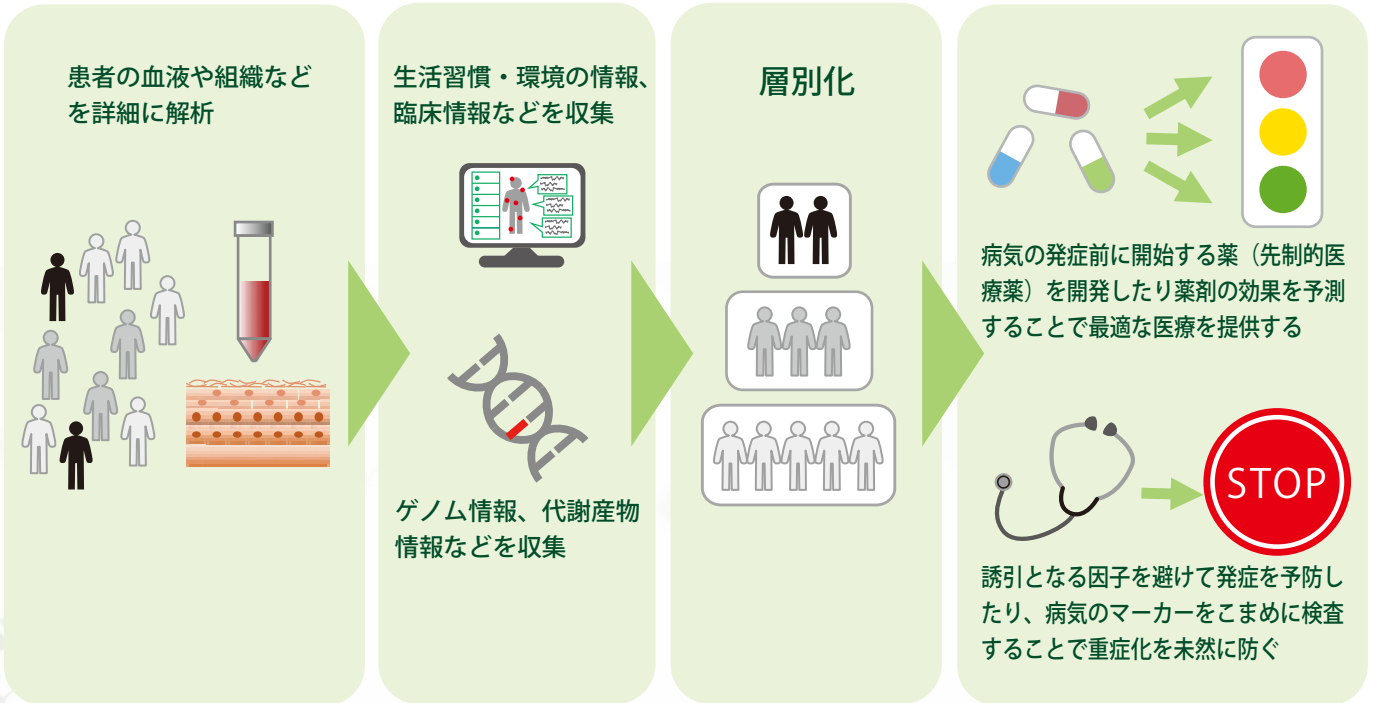 患者の血液や組織など
を詳細に解析
生活習慣・環境の情報、
臨床情報などを収集
ゲノム情報、代謝産物
情報などを収集
層別化
病気の発症前に開始する薬（先制的医
療薬）を開発したり薬剤の効果を予測
することで最適な医療を提供する
STOP
誘引となる因子を避けて発症を予防し
たり、病気のマーカーをこまめに検査
することで重症化を未然に防ぐ